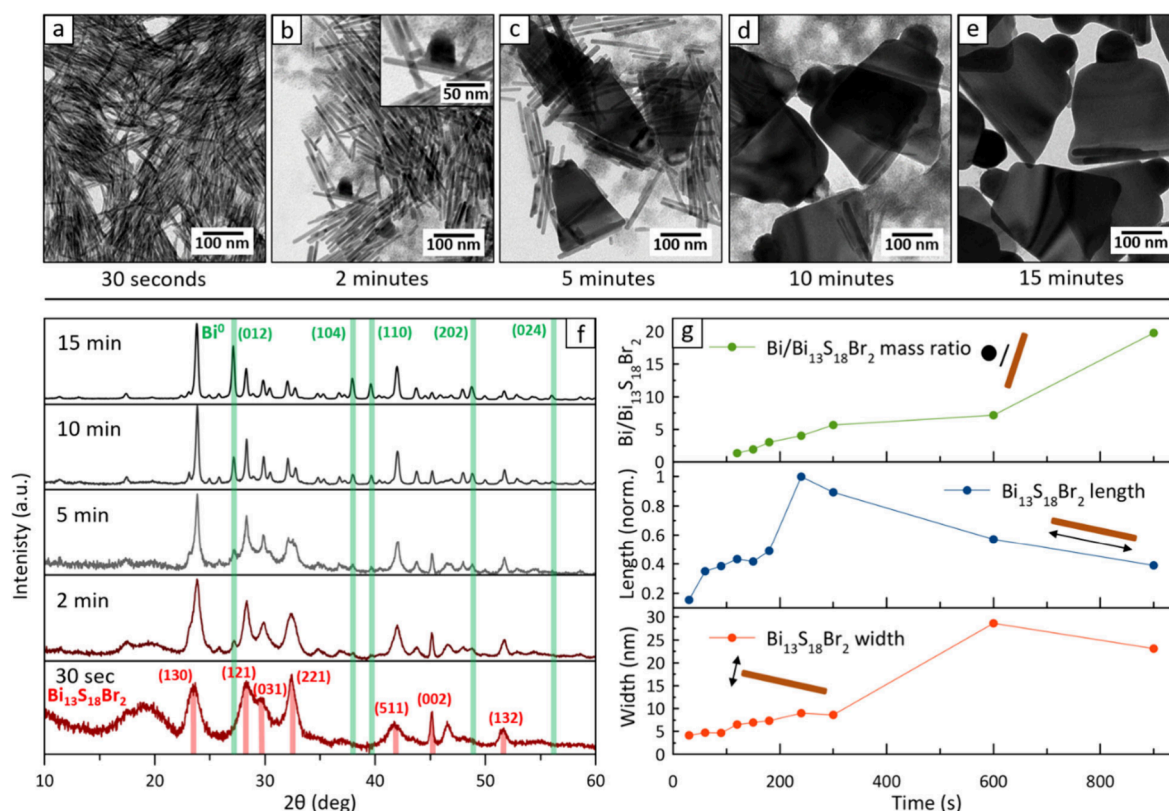 a
b
c
d
e
50 nm
100 nm
100 nm
100 nm
100 nm
100 nm
30 seconds
2 minutes
5 minutes
10 minutes
15 minutes
f
15 min
Bi⁰
(012)
(104)
(110)
(202)
(024)
10 min
5 min
2 min
30 sec
Bi₁₃S₁₈Br₂
(130)
(121)
(031)
(221)
(511)
(002)
(132)
Intenisty (a.u.)
10
20
30
40
50
60
2θ (deg)
g
Bi/Bi₁₃S₁₈Br₂ mass ratio
Bi/Bi₁₃S₁₈Br₂
20
15
10
5
0
Bi₁₃S₁₈Br₂ length
Length (norm.)
1
0.8
0.6
0.4
0.2
Bi₁₃S₁₈Br₂ width
Width (nm)
30
25
20
15
10
5
0
0
200
400
600
800
Time (s)